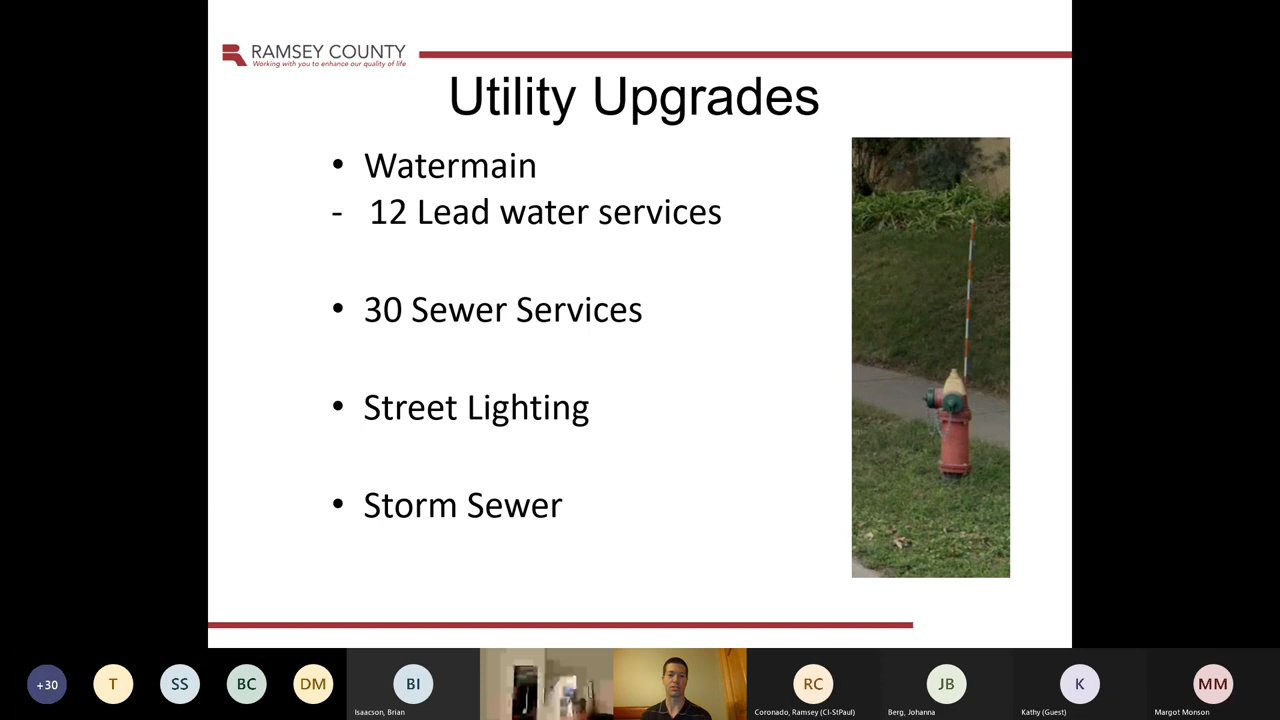 RAMSEY COUNTY
Working with you to enhance our quality of life
Utility Upgrades
• Watermain
- 12 Lead water services
• 30 Sewer Services
• Street Lighting
• Storm Sewer
+30
T
SS
BC
DM
BI
RC
JB
K
MM
Isaacson, Brian
Coronado, Ramsey (CI-StPaul)
Berg, Johanna
Kathy (Guest)
Margot Monson